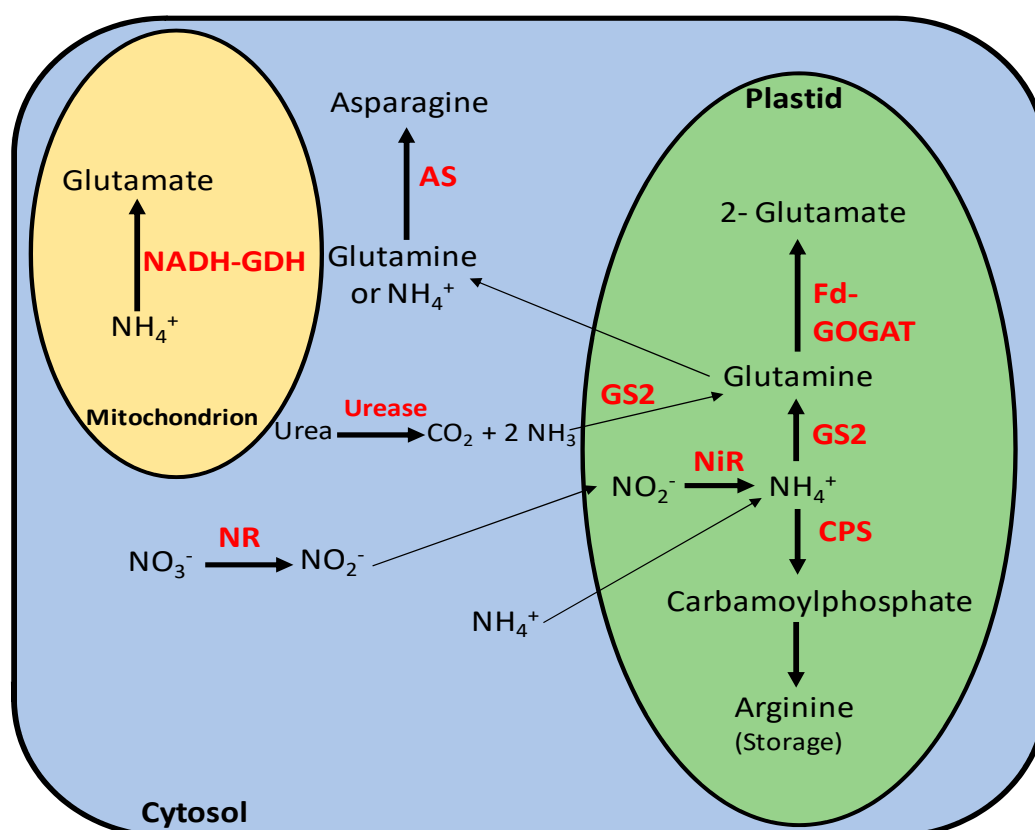 Plastid
Asparagine
AS
Glutamate
NADH-GDH
NH₄⁺
Mitochondrion
Glutamine
or NH₄⁺
2- Glutamate
Fd-
GOGAT
Glutamine
GS2
GS2
Urea
Urease
CO₂ + 2 NH₃
NO₂⁻
NiR
NH₄⁺
CPS
NO₃⁻
NR
NO₂⁻
NH₄⁺
Carbamoylphosphate
Arginine
(Storage)
Cytosol